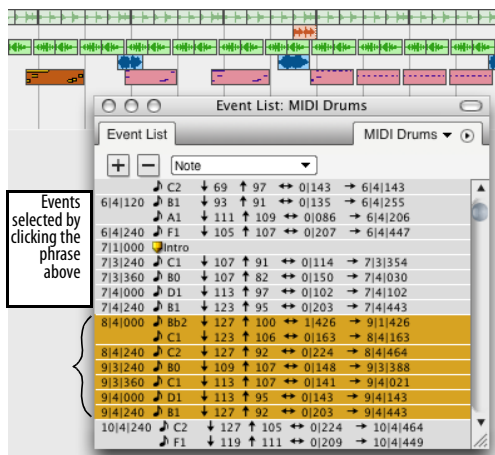 Event List: MIDI Drums
Event List
MIDI Drums
+ − Note
C2 69 97 0|143 6|4|143
6|4|120 B1 93 91 0|135 6|4|255
A1 111 109 0|086 6|4|206
6|4|240 F1 105 107 0|207 6|4|447
7|1|000 Intro
7|3|240 C1 107 91 0|114 7|3|354
7|3|360 B0 107 82 0|150 7|4|030
7|4|000 D1 113 97 0|102 7|4|102
7|4|240 B1 123 95 0|203 7|4|443
8|4|000 Bb2 127 100 1|426 9|1|426
C1 123 106 0|163 8|4|163
8|4|240 C2 127 92 0|224 8|4|464
9|3|240 B0 109 107 0|148 9|3|388
9|3|360 C1 113 107 0|141 9|4|021
9|4|000 D1 113 95 0|143 9|4|143
9|4|240 B1 127 92 0|203 9|4|443
10|4|240 C2 127 105 0|224 10|4|464
F1 119 111 0|209 10|4|449
Events
selected by
clicking the
phrase
above